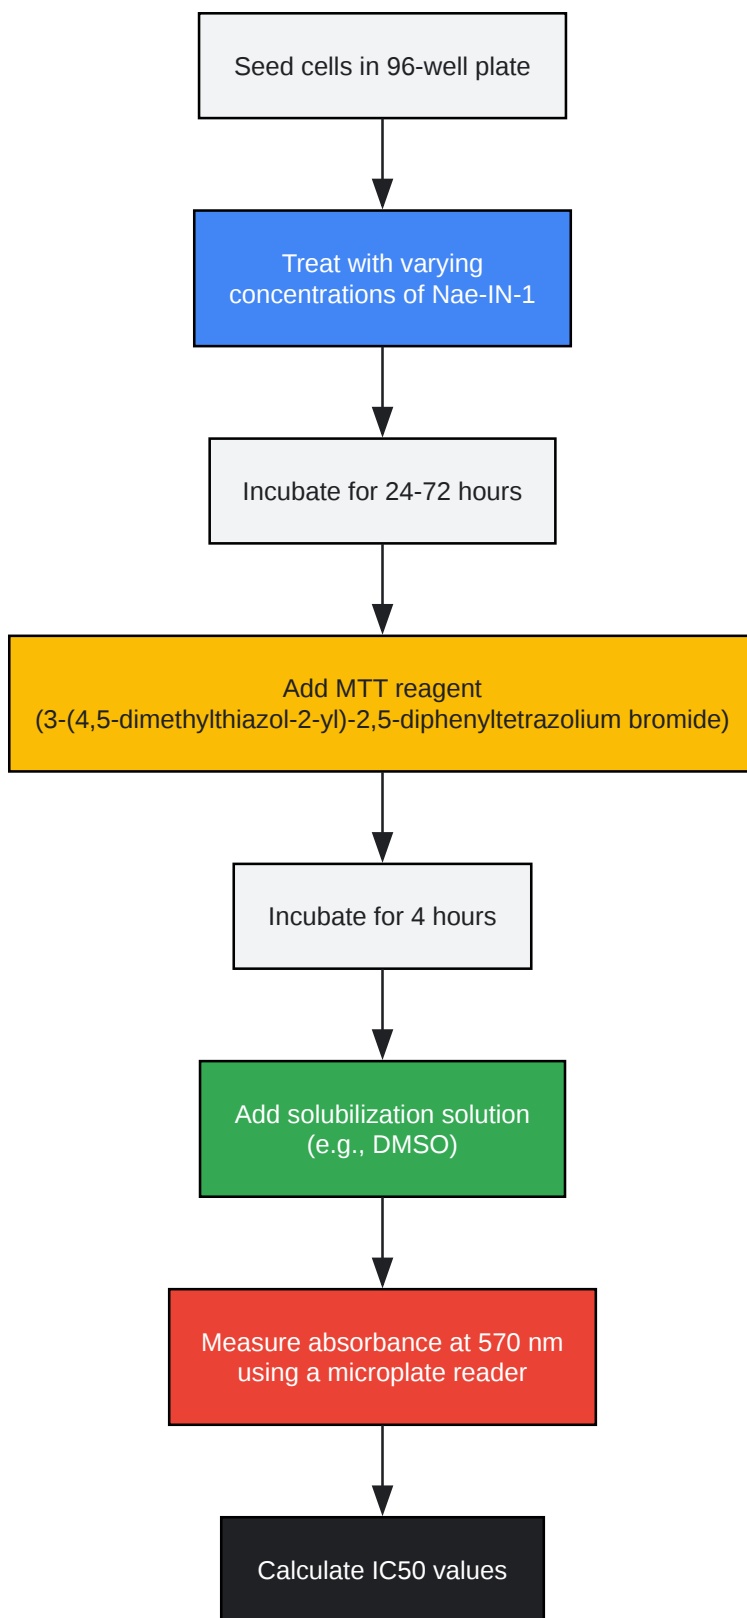 Seed cells in 96-well plate
Treat with varying
concentrations of Nae-IN-1
Incubate for 24-72 hours
Add MTT reagent
(3-(4,5-dimethylthiazol-2-yl)-2,5-diphenyltetrazolium bromide)
Incubate for 4 hours
Add solubilization solution
(e.g., DMSO)
Measure absorbance at 570 nm
using a microplate reader
Calculate IC50 values